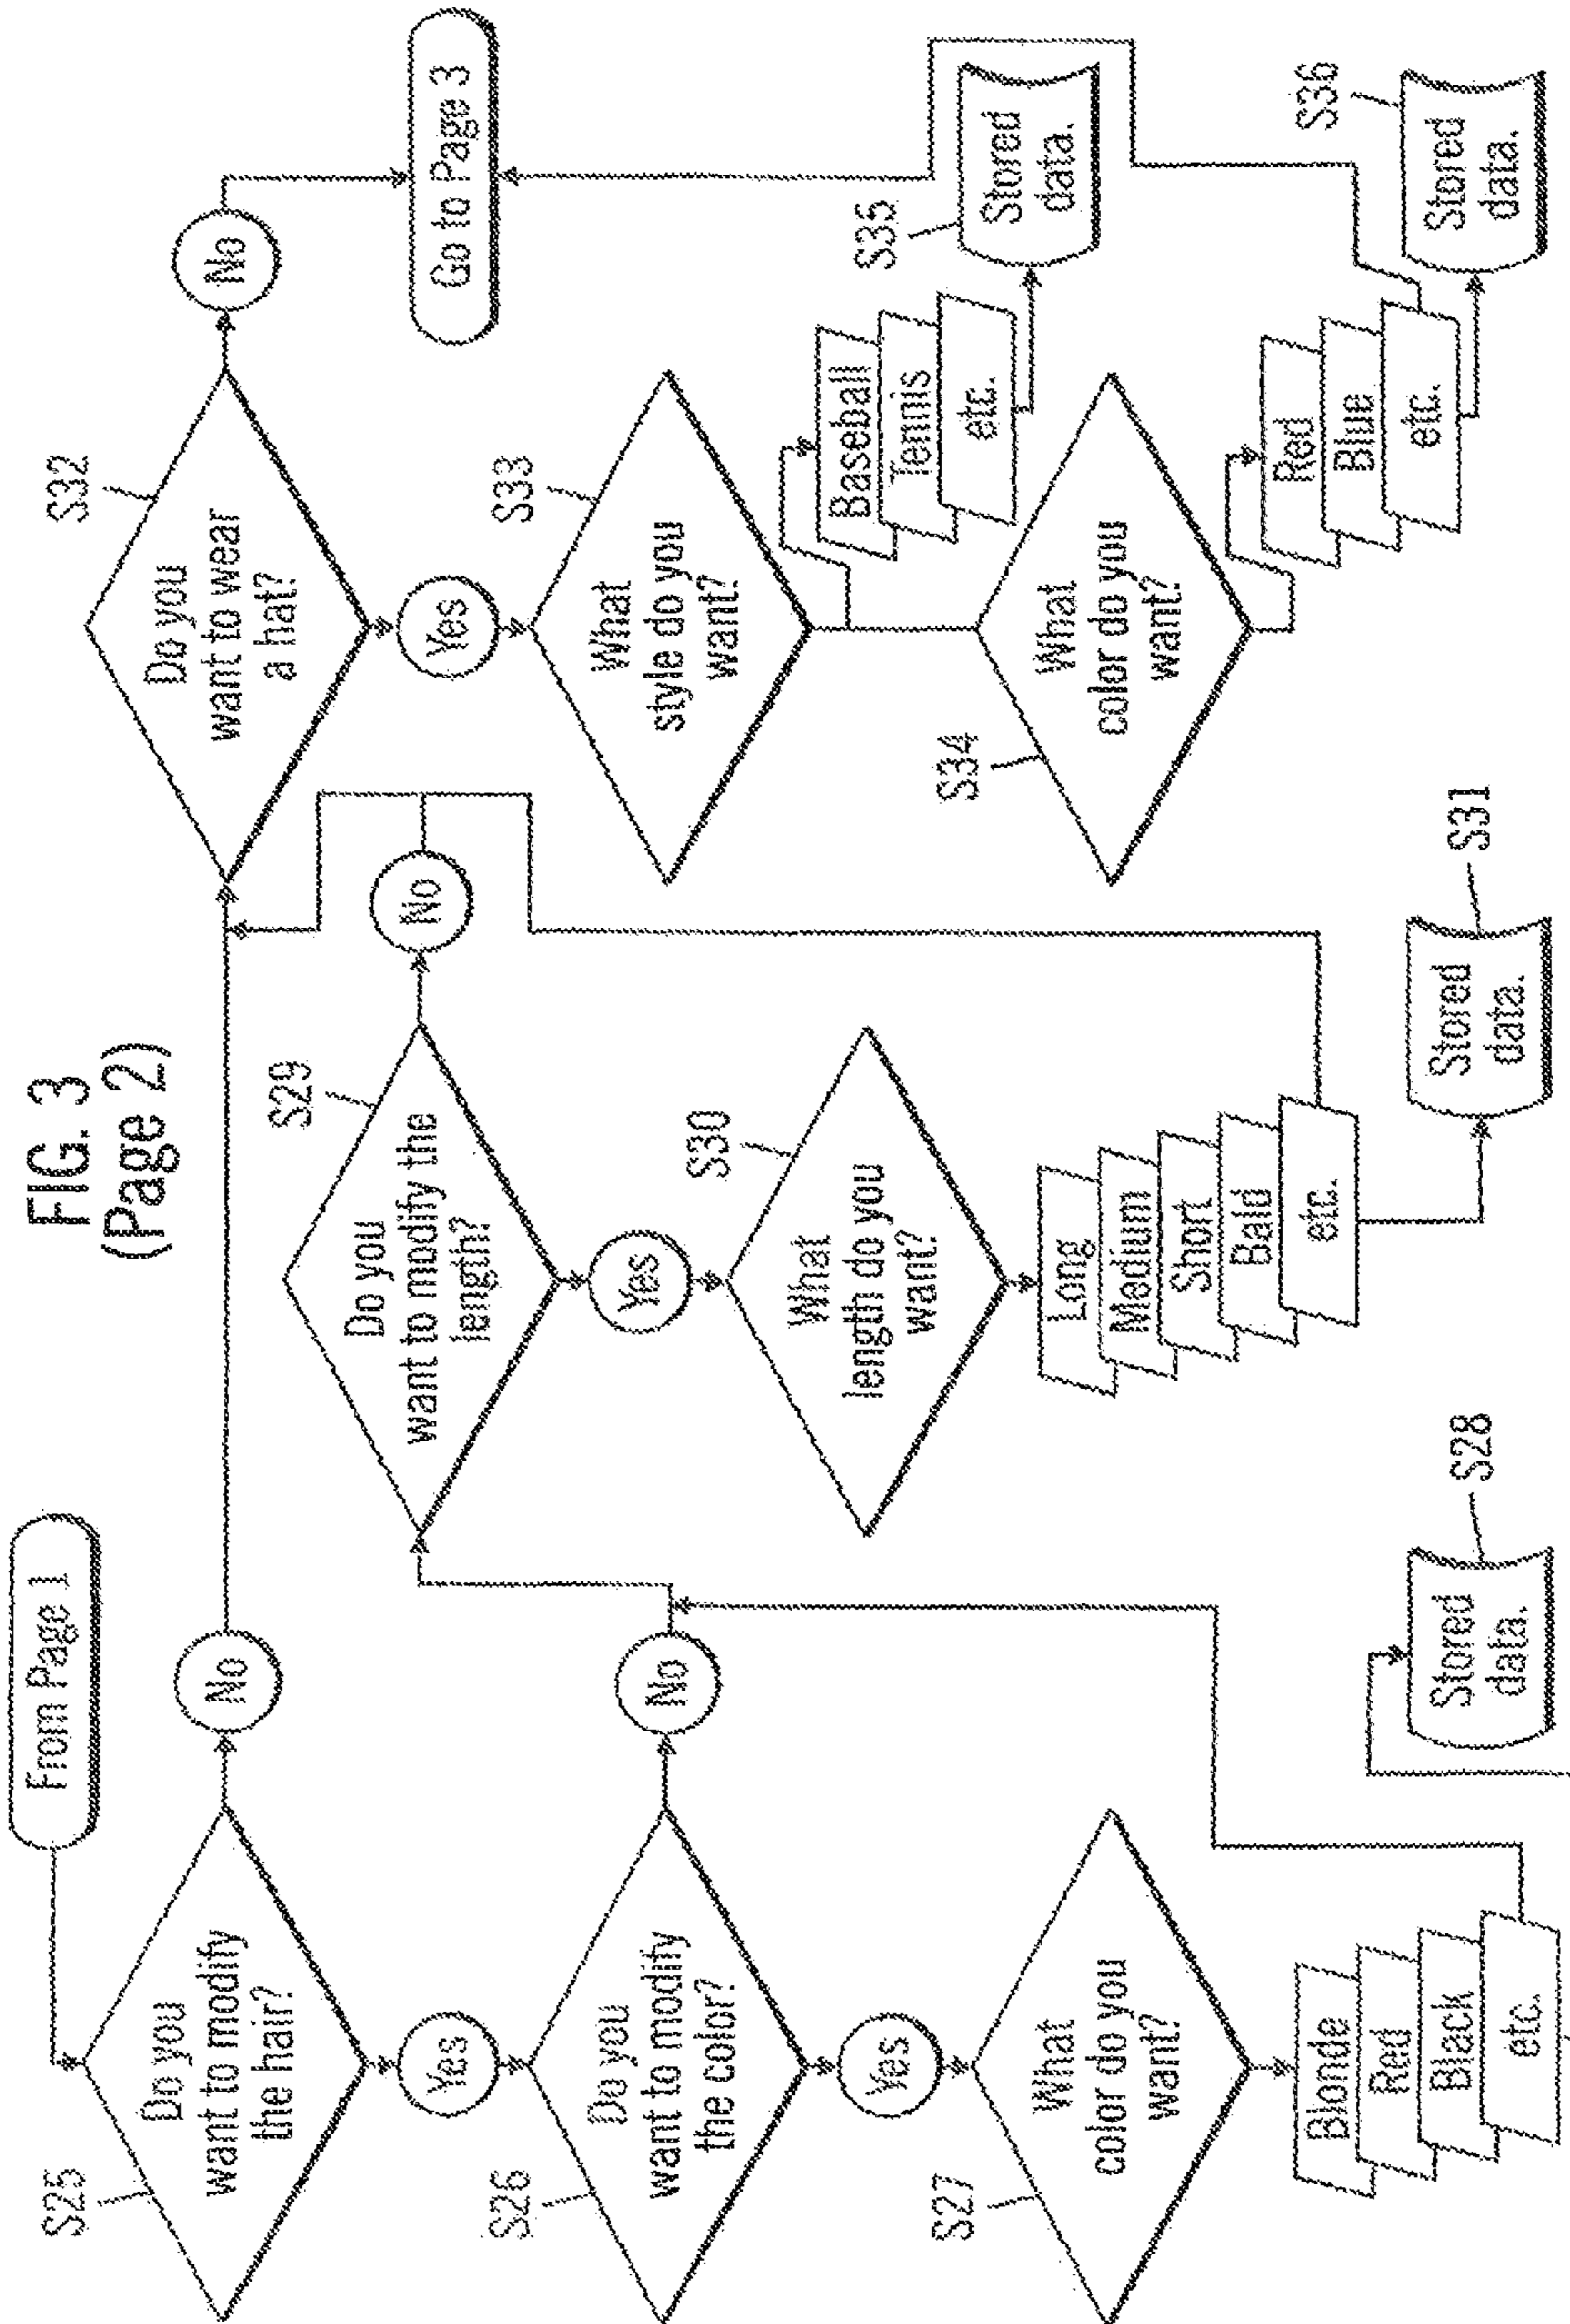 FIG. 3
(Page 2)
From Page 1
S25
Do you
want to modify
the hair?
No
Yes
S26
Do you
want to modify
the color?
No
Yes
S27
What
color do you
want?
Blonde
Red
Black
etc.
Stored
data.
S28
S29
Do you
want to modify the
length?
No
Yes
S30
What
length do you
want?
Long
Medium
Short
Bald
etc.
Stored
data.
S31
S32
Do you
want to wear
a hat?
No
Go to Page 3
Yes
S33
What
style do you
want?
Baseball
Tennis
etc.
S35
Stored
data.
S34
What
color do you
want?
Red
Blue
etc.
S36
Stored
data.